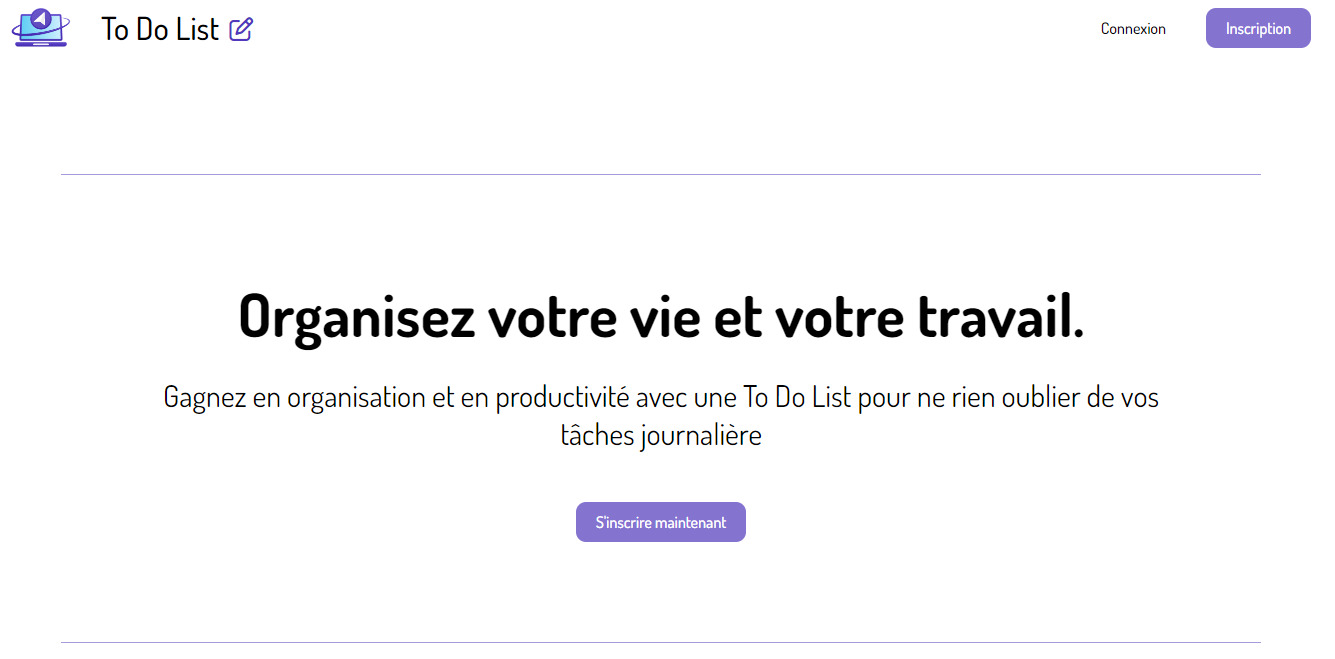 To Do List
Connexion
Inscription
Organisez votre vie et votre travail.
Gagnez en organisation et en productivité avec une To Do List pour ne rien oublier de vos
tâches journalière
S'inscrire maintenant